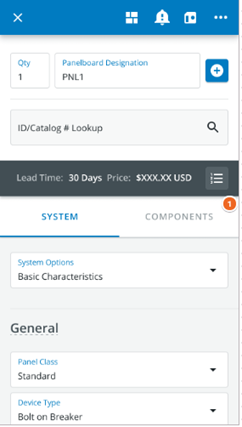 Qty
1
Panelboard Designation
PNL1
ID/Catalog # Lookup
Lead Time: 30 Days Price: $XXX.XX USD
SYSTEM
COMPONENTS
1
System Options
Basic Characteristics
General
Panel Class
Standard
Device Type
Bolt on Breaker